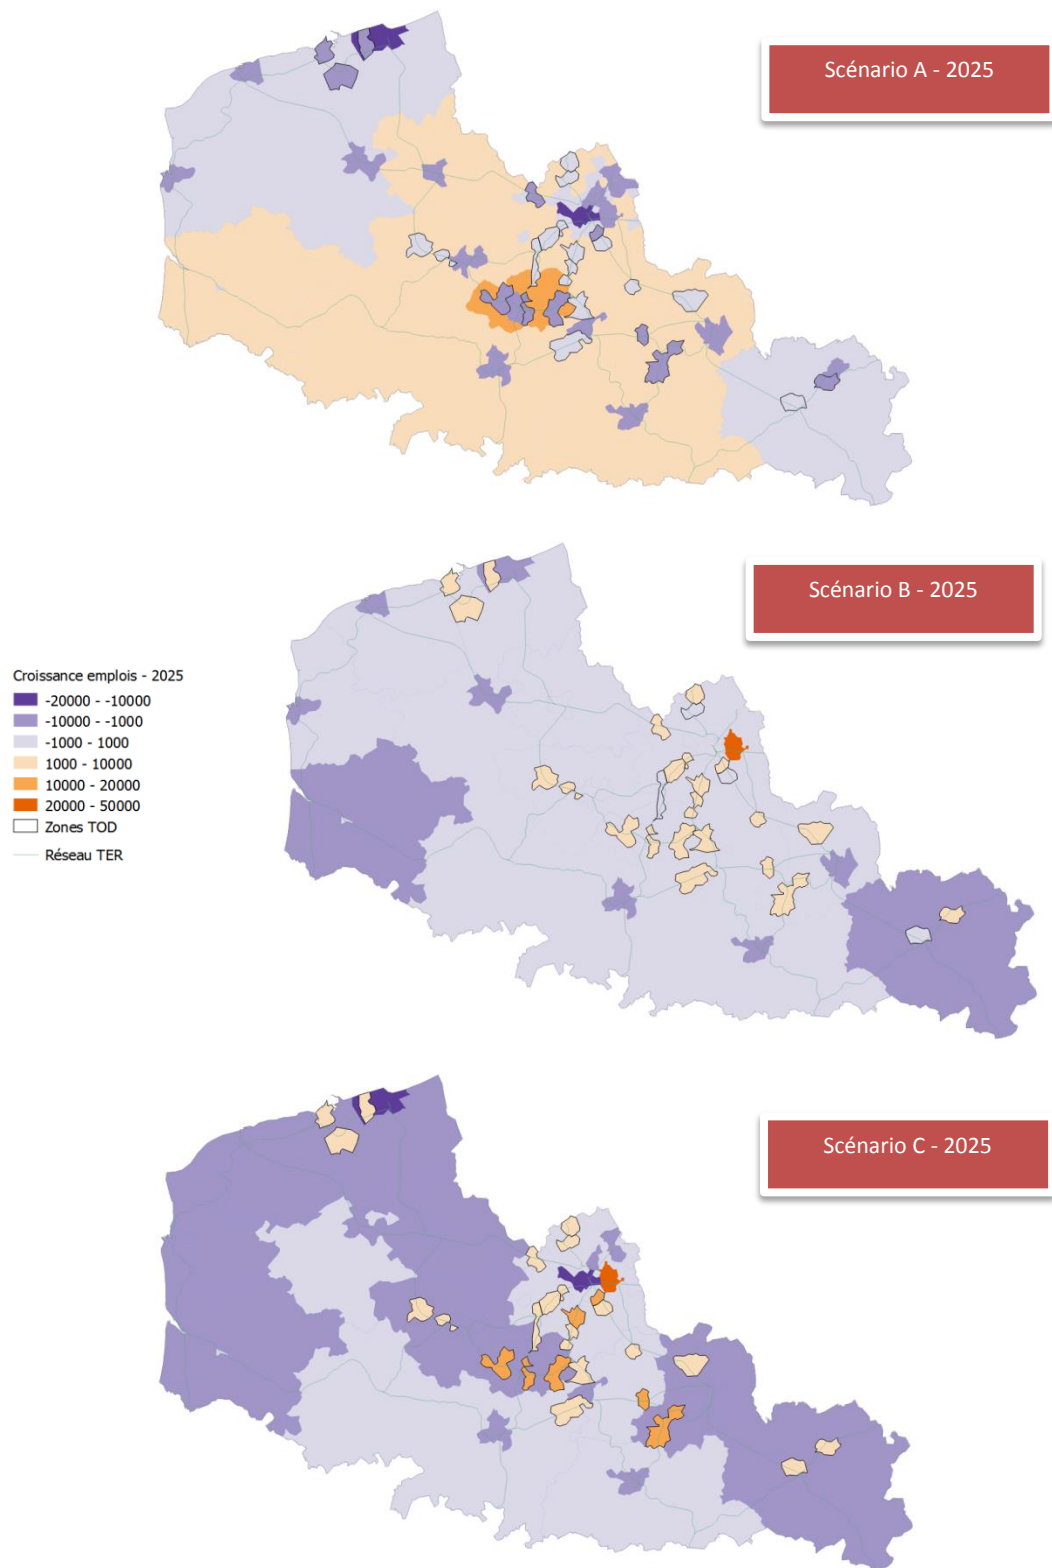 Scénario A - 2025
Scénario B - 2025
Croissance emplois - 2025
-20000 - -10000
-10000 - -1000
-1000 - 1000
1000 - 10000
10000 - 20000
20000 - 50000
Zones TOD
Réseau TER
Scénario C - 2025